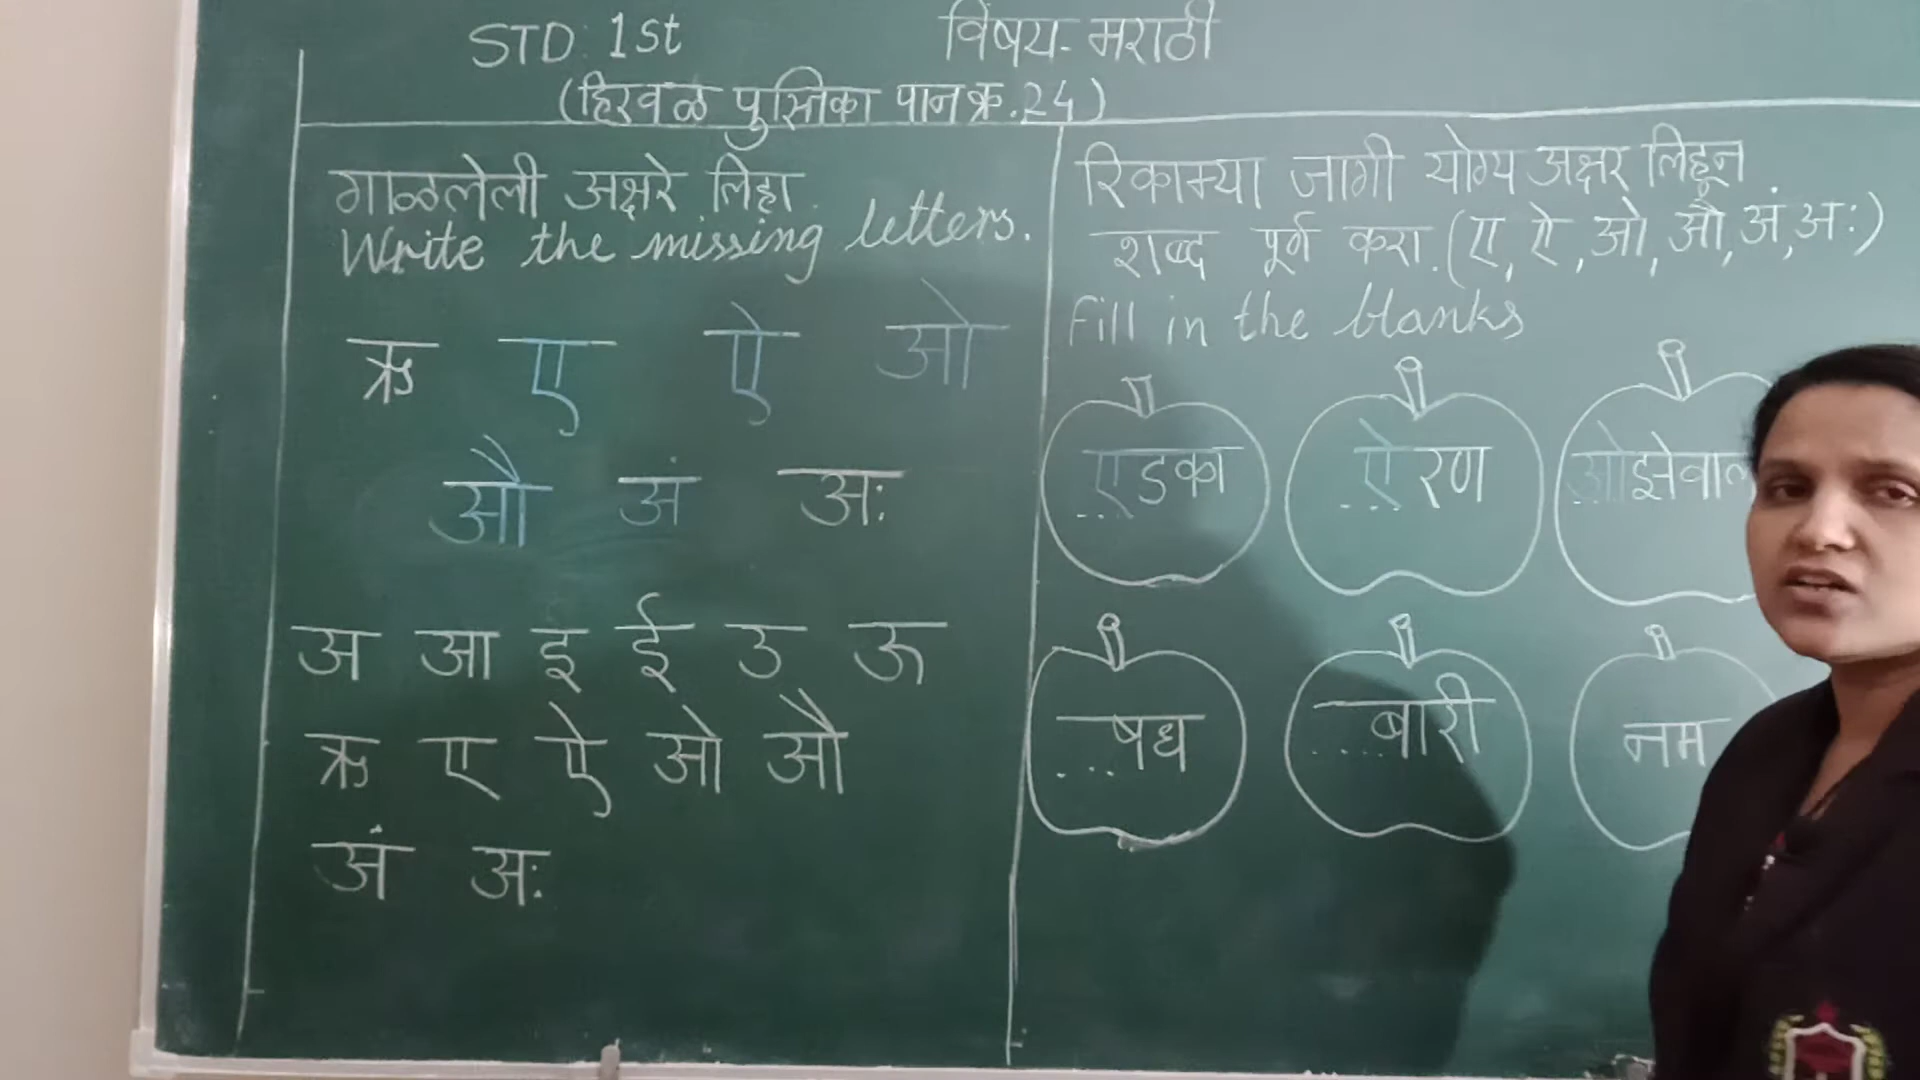 STD: 1st विषय- मराठी
(हिरवळ पुस्तिका पान क्र. 24)
गाळलेली अक्षरे लिहा.
Write the missing letters.
ऋ ए ऐ ओ
औ अं अः
अ आ इ ई उ ऊ
ऋ ए ऐ ओ औ
अं अः
रिकाम्या जागी योग्य अक्षर लिहून
शब्द पूर्ण करा. (ए, ऐ, ओ, औ, अं, अः)
Fill in the blanks
एडका ऐरण ओझेवाल
...षध ....बारी नम